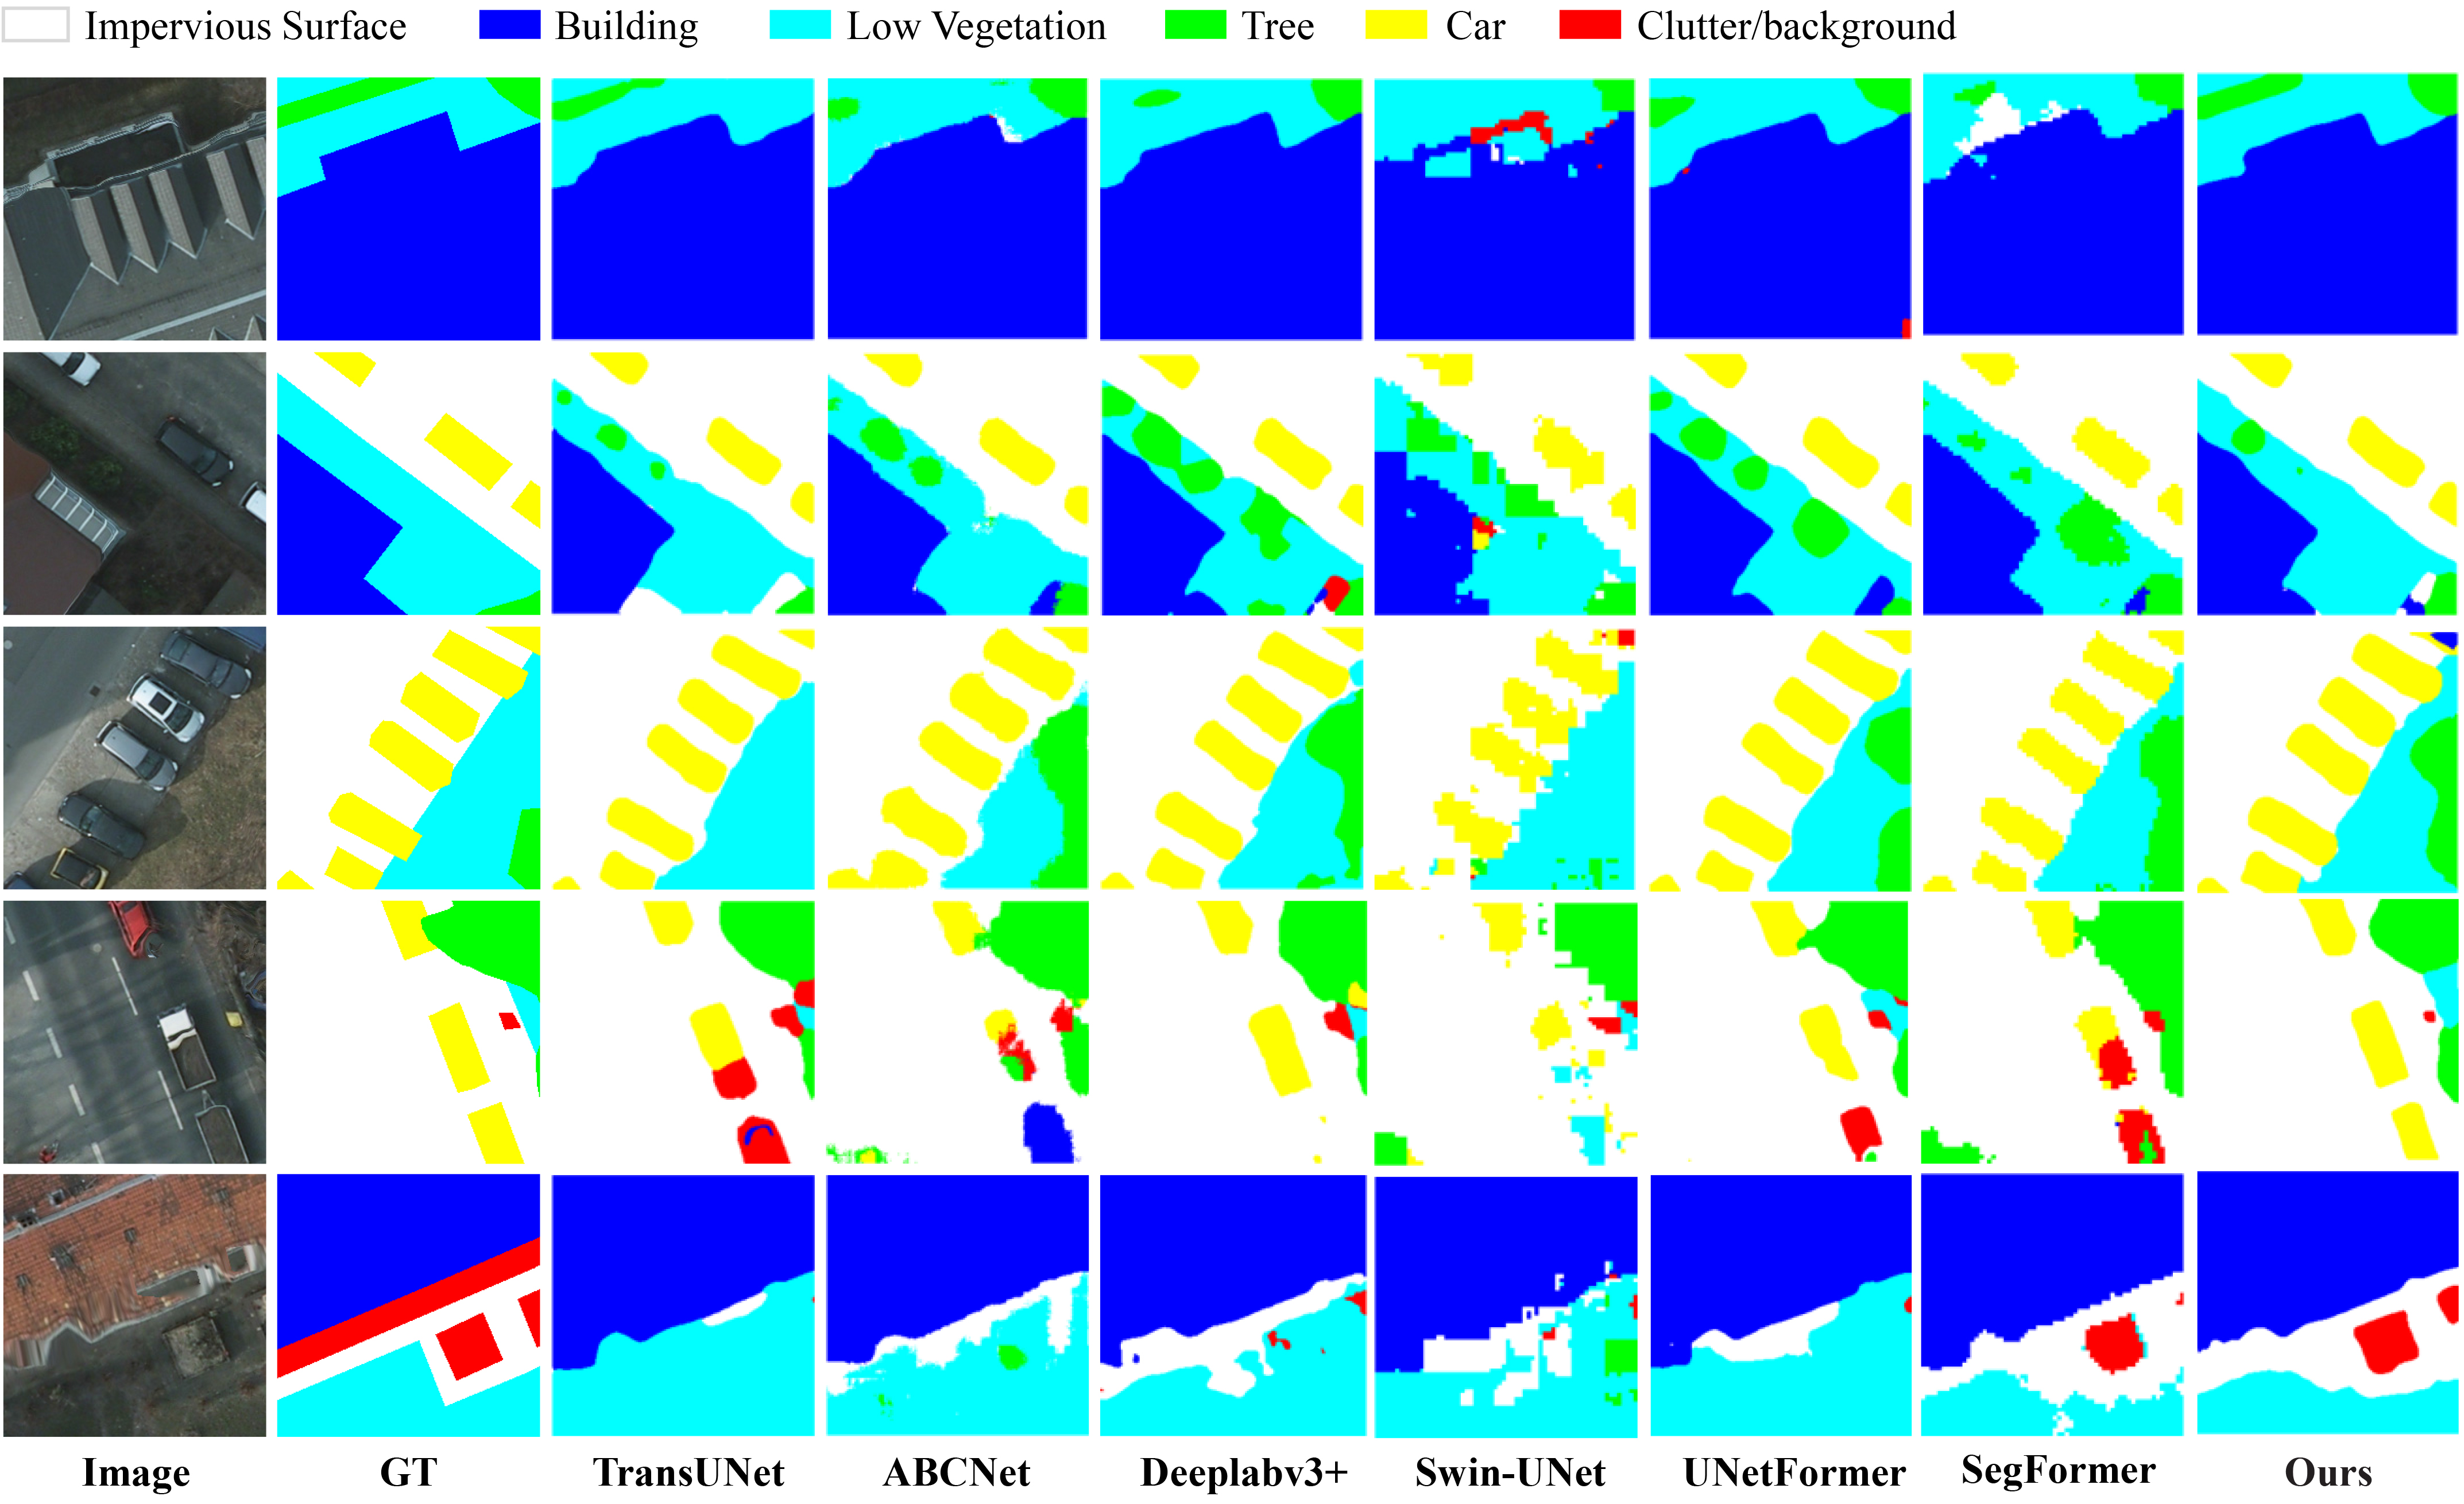 Impervious Surface Building Low Vegetation Tree Car Clutter/background
Image GT TransUNet ABCNet Deeplabv3+ Swin-UNet UNetFormer SegFormer Ours